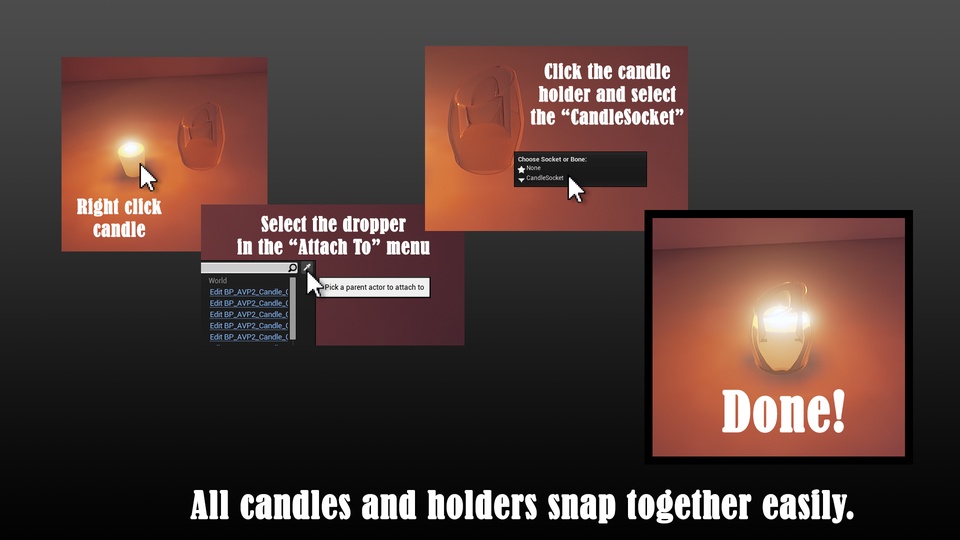 Right click
candle
Select the dropper
in the “Attach To” menu
World
Edit BP_AVP2_Candle_
Edit BP_AVP2_Candle_
Edit BP_AVP2_Candle_
Edit BP_AVP2_Candle_
Edit BP_AVP2_Candle_
Pick a parent actor to attach to
Click the candle
holder and select
the “CandleSocket”
Choose Socket or Bone:
None
CandleSocket
Done!
All candles and holders snap together easily.